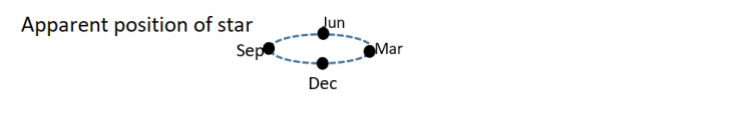 Apparent position of star
Jun
Sep
Mar
Dec